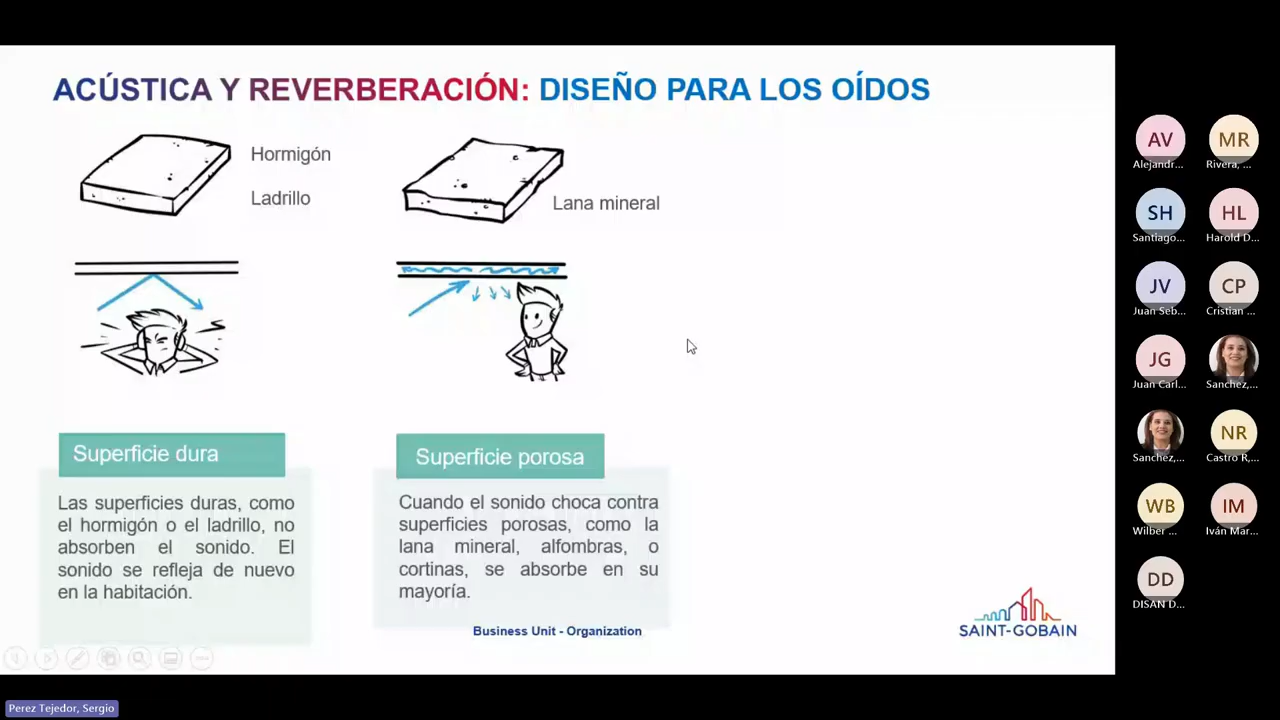 ACÚSTICA Y REVERBERACIÓN: DISEÑO PARA LOS OÍDOS
Hormigón
Ladrillo
Lana mineral
Superficie dura
Las superficies duras, como
el hormigón o el ladrillo, no
absorben el sonido. El
sonido se refleja de nuevo
en la habitación.
Superficie porosa
Cuando el sonido choca contra
superficies porosas, como la
lana mineral, alfombras, o
cortinas, se absorbe en su
mayoría.
Business Unit - Organization
SAINT-GOBAIN
AV
Alejandr...
MR
Rivera, ...
SH
Santiago...
HL
Harold D...
JV
Juan Seb...
CP
Cristian ...
JG
Juan Carl...
Sanchez,...
Sanchez,...
NR
Castro R,...
WB
Wilber ...
IM
Iván Mar...
DD
DISAN D...
Perez Tejedor, Sergio